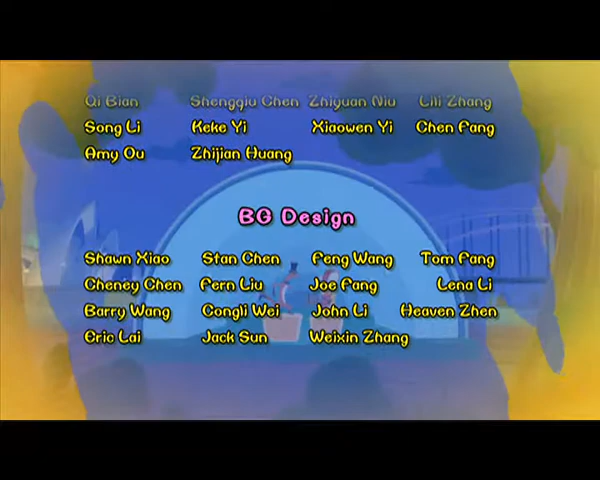 Qi Bian Shengqiu Chen Zhiyuan Niu Lili Zhang
Song Li Keke Yi Xiaowen Yi Chen Fang
Amy Ou Zhijian Huang
BG Design
Shawn Xiao Stan Chen Feng Wang Tom Fang
Cheney Chen Fern Liu Joe Fang Lena Li
Barry Wang Congli Wei John Li Heaven Zhen
Eric Lai Jack Sun Weixin Zhang